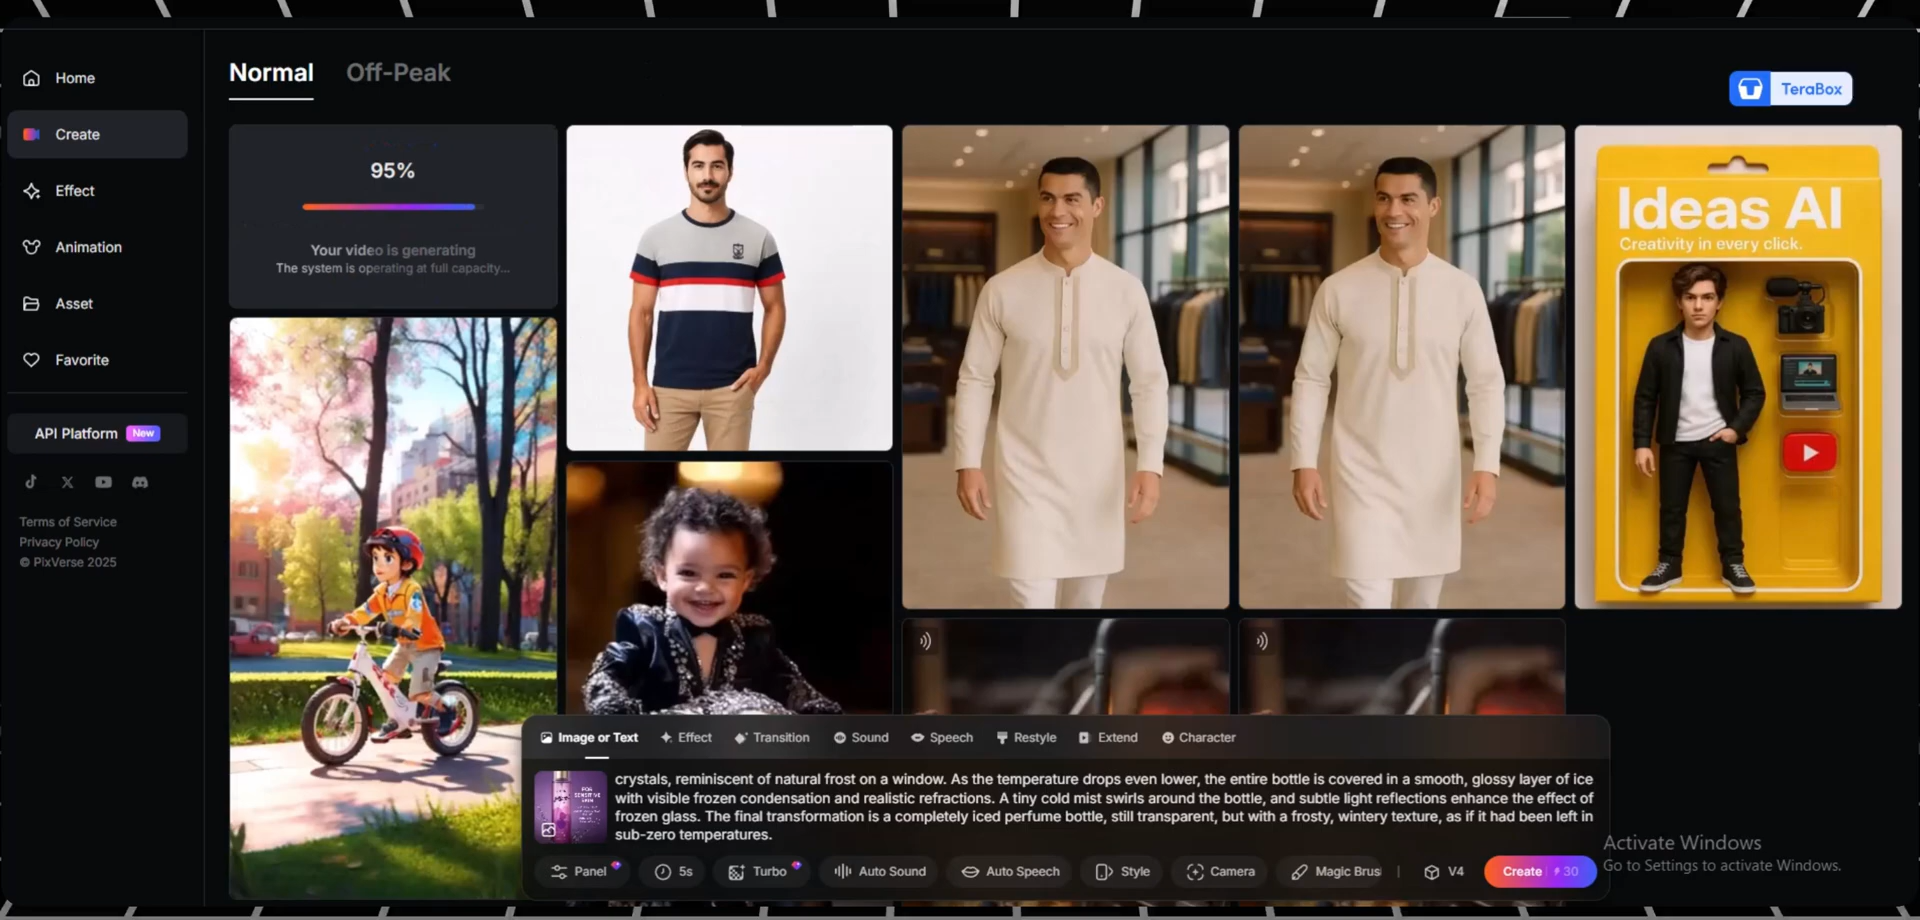 Home
Create
Effect
Animation
Asset
Favorite
API Platform New
Terms of Service
Privacy Policy
© PixVerse 2025
Normal Off-Peak
TeraBox
95%
Your video is generating
The system is operating at full capacity...
Ideas AI
Creativity in every click.
Image or Text Effect Transition Sound Speech Restyle Extend Character
FOR
SENSITIVE
SKIN
crystals, reminiscent of natural frost on a window. As the temperature drops even lower, the entire bottle is covered in a smooth, glossy layer of ice
with visible frozen condensation and realistic refractions. A tiny cold mist swirls around the bottle, and subtle light reflections enhance the effect of
frozen glass. The final transformation is a completely iced perfume bottle, still transparent, but with a frosty, wintery texture, as if it had been left in
sub-zero temperatures.
Panel 5s Turbo Auto Sound Auto Speech Style Camera Magic Brus V4 Create 30
Activate Windows
Go to Settings to activate Windows.